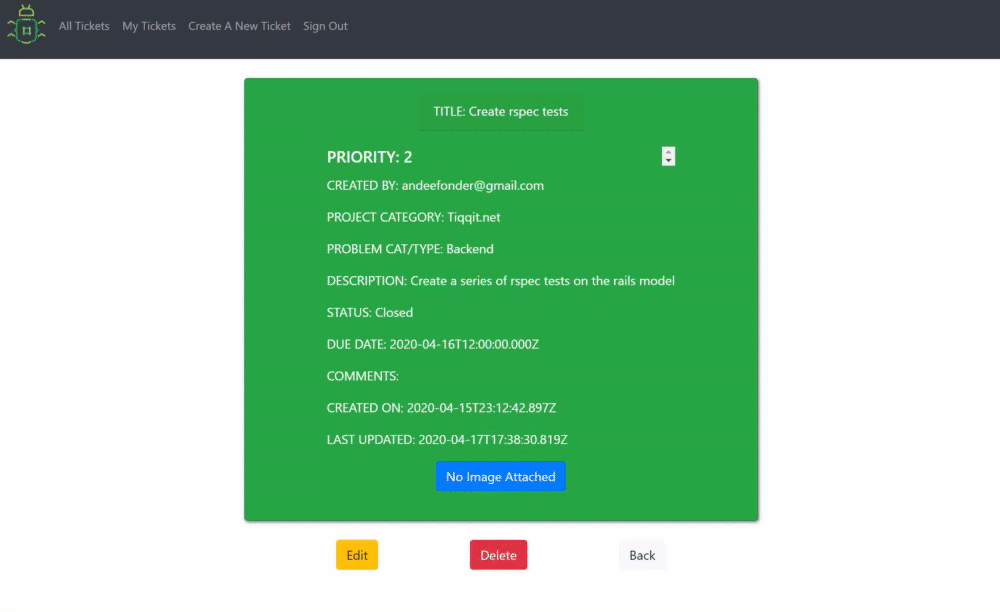 All Tickets My Tickets Create A New Ticket Sign Out
TITLE: Create rspec tests
PRIORITY: 2
CREATED BY: andeefonder@gmail.com
PROJECT CATEGORY: Tiqqit.net
PROBLEM CAT/TYPE: Backend
DESCRIPTION: Create a series of rspec tests on the rails model
STATUS: Closed
DUE DATE: 2020-04-16T12:00:00.000Z
COMMENTS:
CREATED ON: 2020-04-15T23:12:42.897Z
LAST UPDATED: 2020-04-17T17:38:30.819Z
No Image Attached
Edit Delete Back